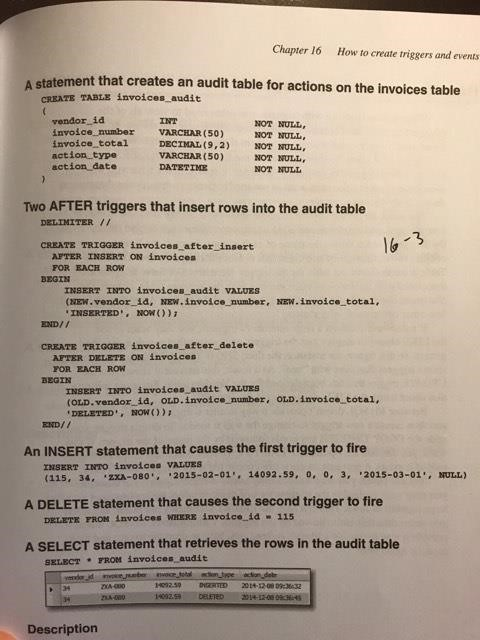 Chapter 16 How to create triggers and events
A statement that creates an audit table for actions on the invoices table
CREATE TABLE invoices_audit
(
vendor_id INT NOT NULL,
invoice_number VARCHAR(50) NOT NULL,
invoice_total DECIMAL(9,2) NOT NULL,
action_type VARCHAR(50) NOT NULL,
action_date DATETIME NOT NULL
)
Two AFTER triggers that insert rows into the audit table
DELIMITER //
16-3
CREATE TRIGGER invoices_after_insert
AFTER INSERT ON invoices
FOR EACH ROW
BEGIN
INSERT INTO invoices_audit VALUES
(NEW.vendor_id, NEW.invoice_number, NEW.invoice_total,
'INSERTED', NOW());
END//
CREATE TRIGGER invoices_after_delete
AFTER DELETE ON invoices
FOR EACH ROW
BEGIN
INSERT INTO invoices_audit VALUES
(OLD.vendor_id, OLD.invoice_number, OLD.invoice_total,
'DELETED', NOW());
END//
An INSERT statement that causes the first trigger to fire
INSERT INTO invoices VALUES
(115, 34, 'ZXA-080', '2015-02-01', 14092.59, 0, 0, 3, '2015-03-01', NULL)
A DELETE statement that causes the second trigger to fire
DELETE FROM invoices WHERE invoice_id = 115
A SELECT statement that retrieves the rows in the audit table
SELECT * FROM invoices_audit
vendor_id invoice_number invoice_total action_type action_date
34 ZXA-080 14092.59 INSERTED 2014-12-08 09:36:32
34 ZXA-080 14092.59 DELETED 2014-12-08 09:36:45
Description